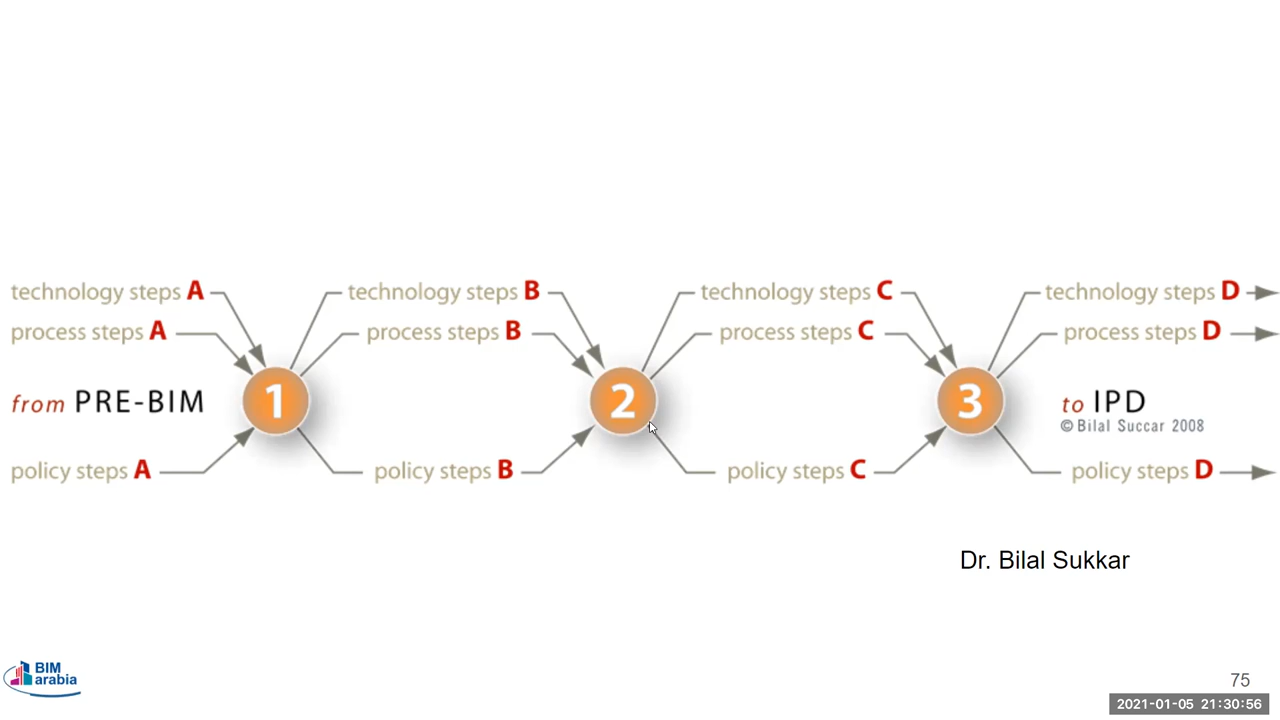 technology steps A technology steps B technology steps C technology steps D
process steps A process steps B process steps C process steps D
1 2 3
from PRE-BIM to IPD
©Bilal Succar 2008
policy steps A policy steps B policy steps C policy steps D
Dr. Bilal Sukkar
BIM
arabia
75
2021-01-05 21:30:56